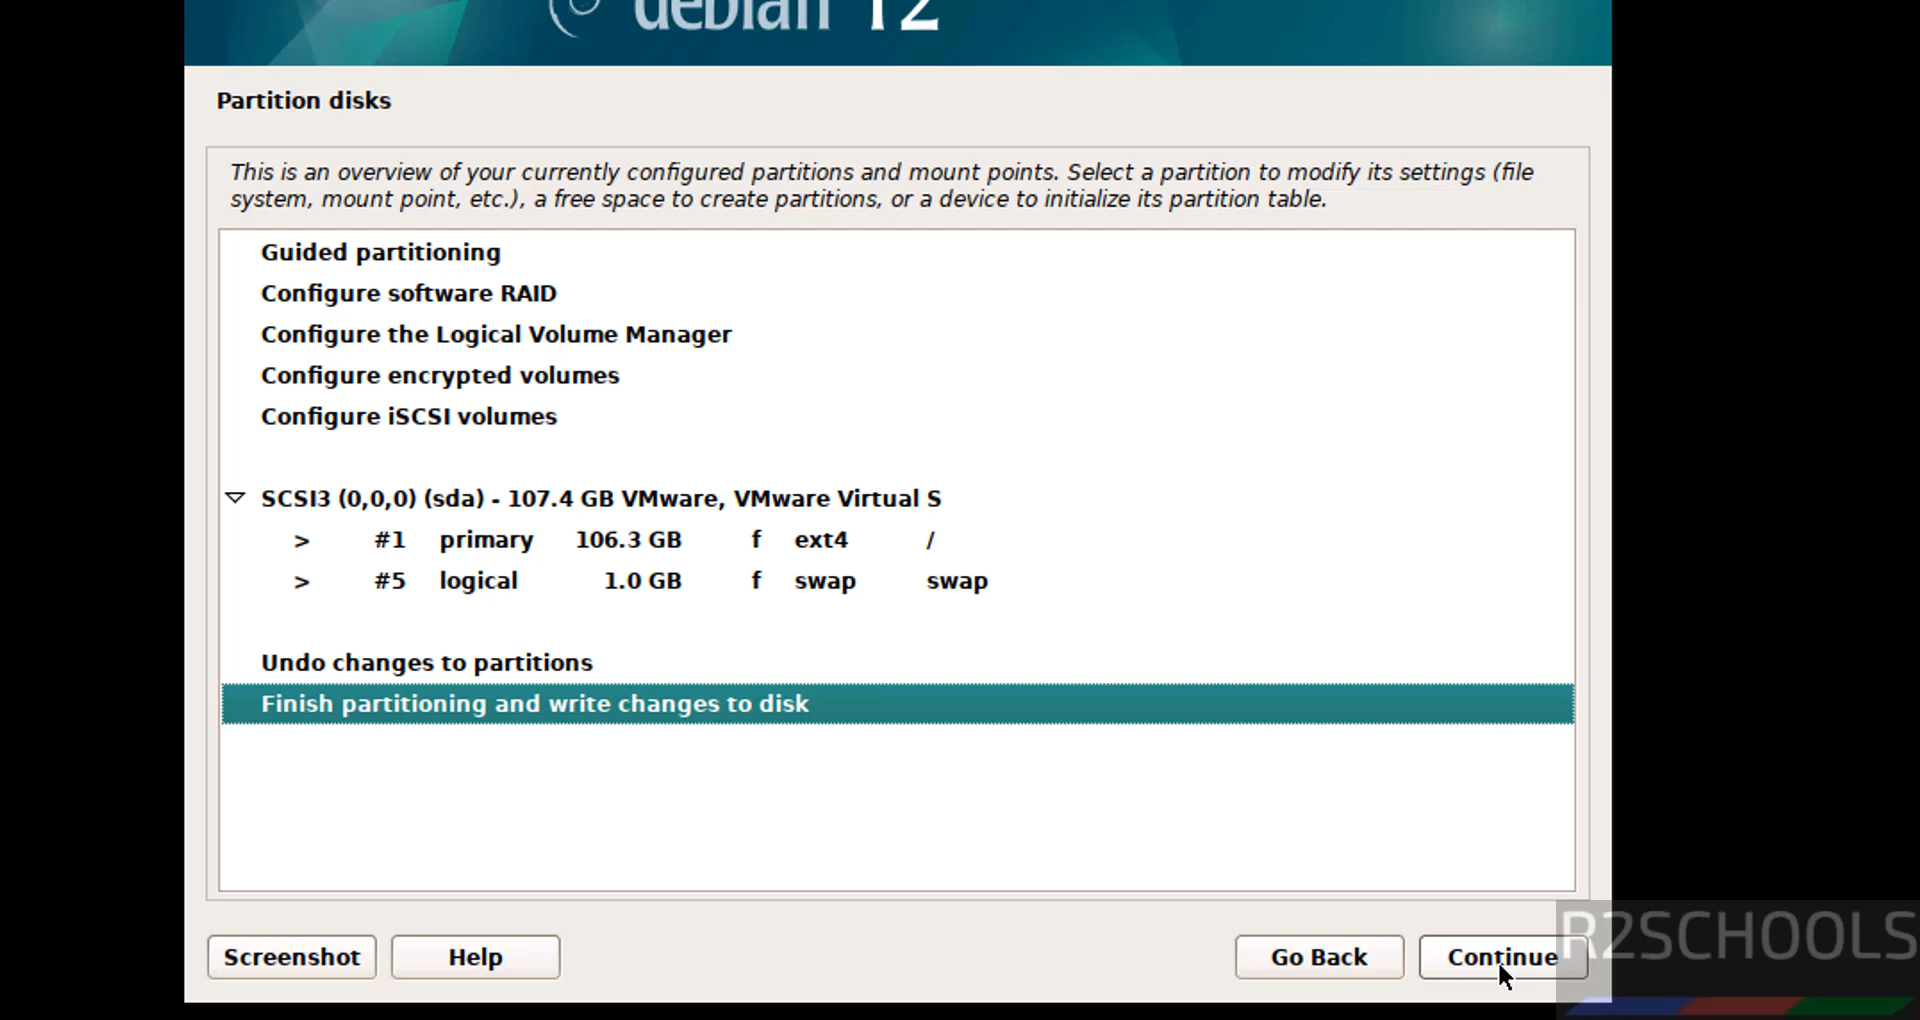 debian 12
Partition disks
This is an overview of your currently configured partitions and mount points. Select a partition to modify its settings (file
system, mount point, etc.), a free space to create partitions, or a device to initialize its partition table.
Guided partitioning
Configure software RAID
Configure the Logical Volume Manager
Configure encrypted volumes
Configure iSCSI volumes
SCSI3 (0,0,0) (sda) - 107.4 GB VMware, VMware Virtual S
> #1 primary 106.3 GB f ext4 /
> #5 logical 1.0 GB f swap swap
Undo changes to partitions
Finish partitioning and write changes to disk
Screenshot Help Go Back Continue
R2SCHOOLS